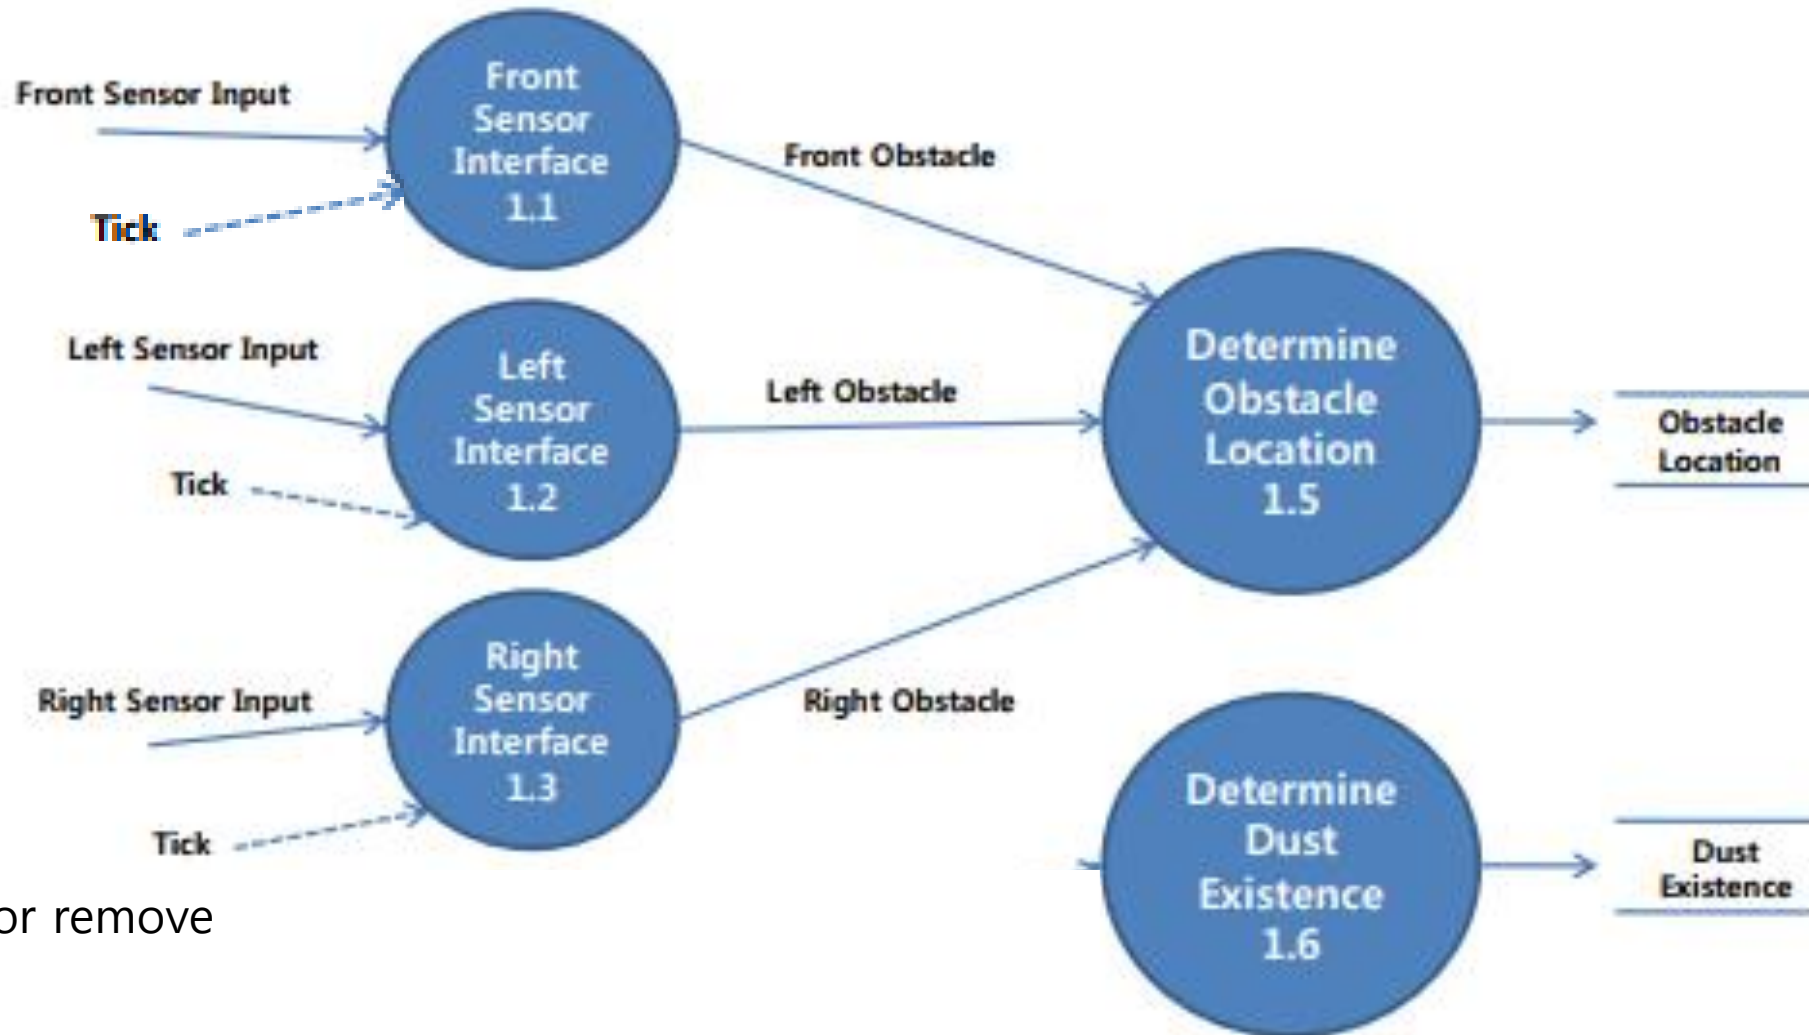 Front Sensor Input
Front
Sensor
Interface
1.1
Tick
Front Obstacle
Left Sensor Input
Left
Sensor
Interface
1.2
Tick
Left Obstacle
Determine
Obstacle
Location
1.5
Obstacle
Location
Right Sensor Input
Right
Sensor
Interface
1.3
Tick
Right Obstacle
Determine
Dust
Existence
1.6
Dust
Existence
or remove